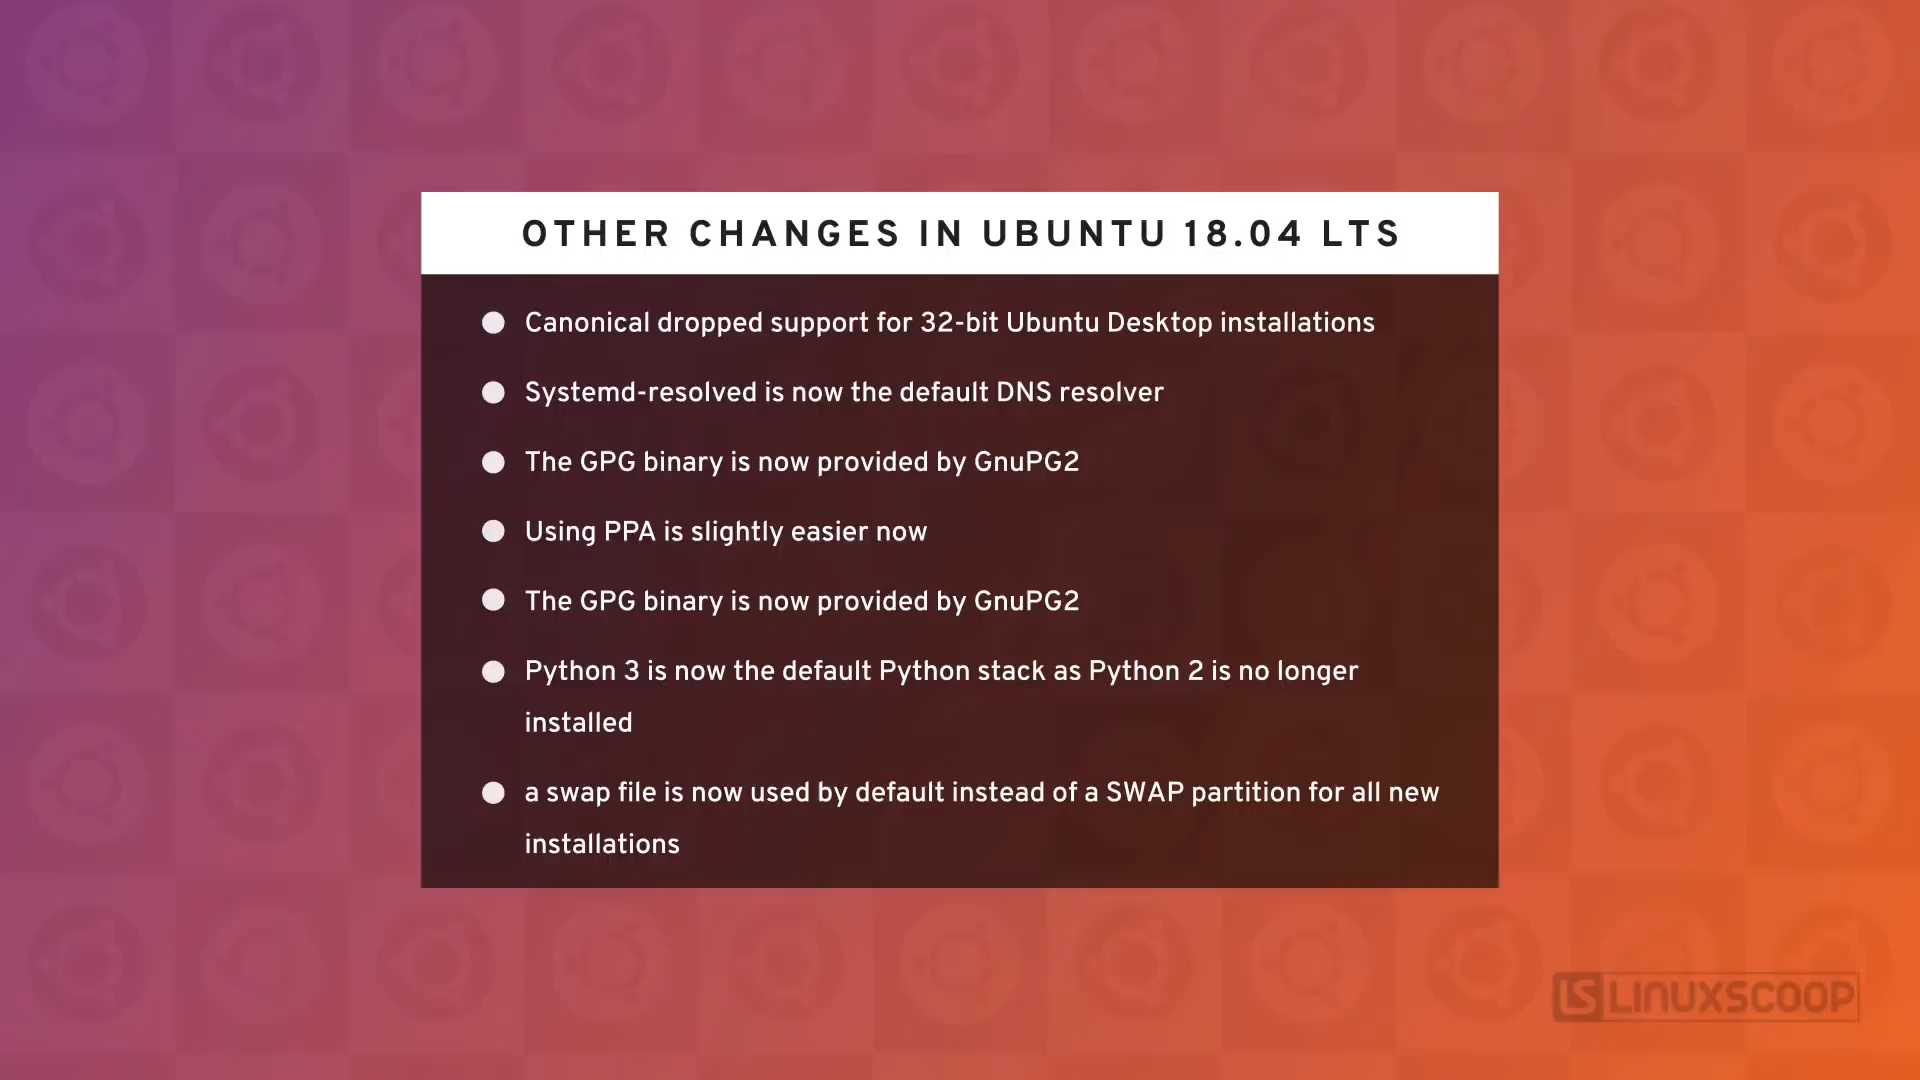 OTHER CHANGES IN UBUNTU 18.04 LTS
Canonical dropped support for 32-bit Ubuntu Desktop installations
Systemd-resolved is now the default DNS resolver
The GPG binary is now provided by GnuPG2
Using PPA is slightly easier now
The GPG binary is now provided by GnuPG2
Python 3 is now the default Python stack as Python 2 is no longer
installed
a swap file is now used by default instead of a SWAP partition for all new
installations
LS LINUXSCOOP